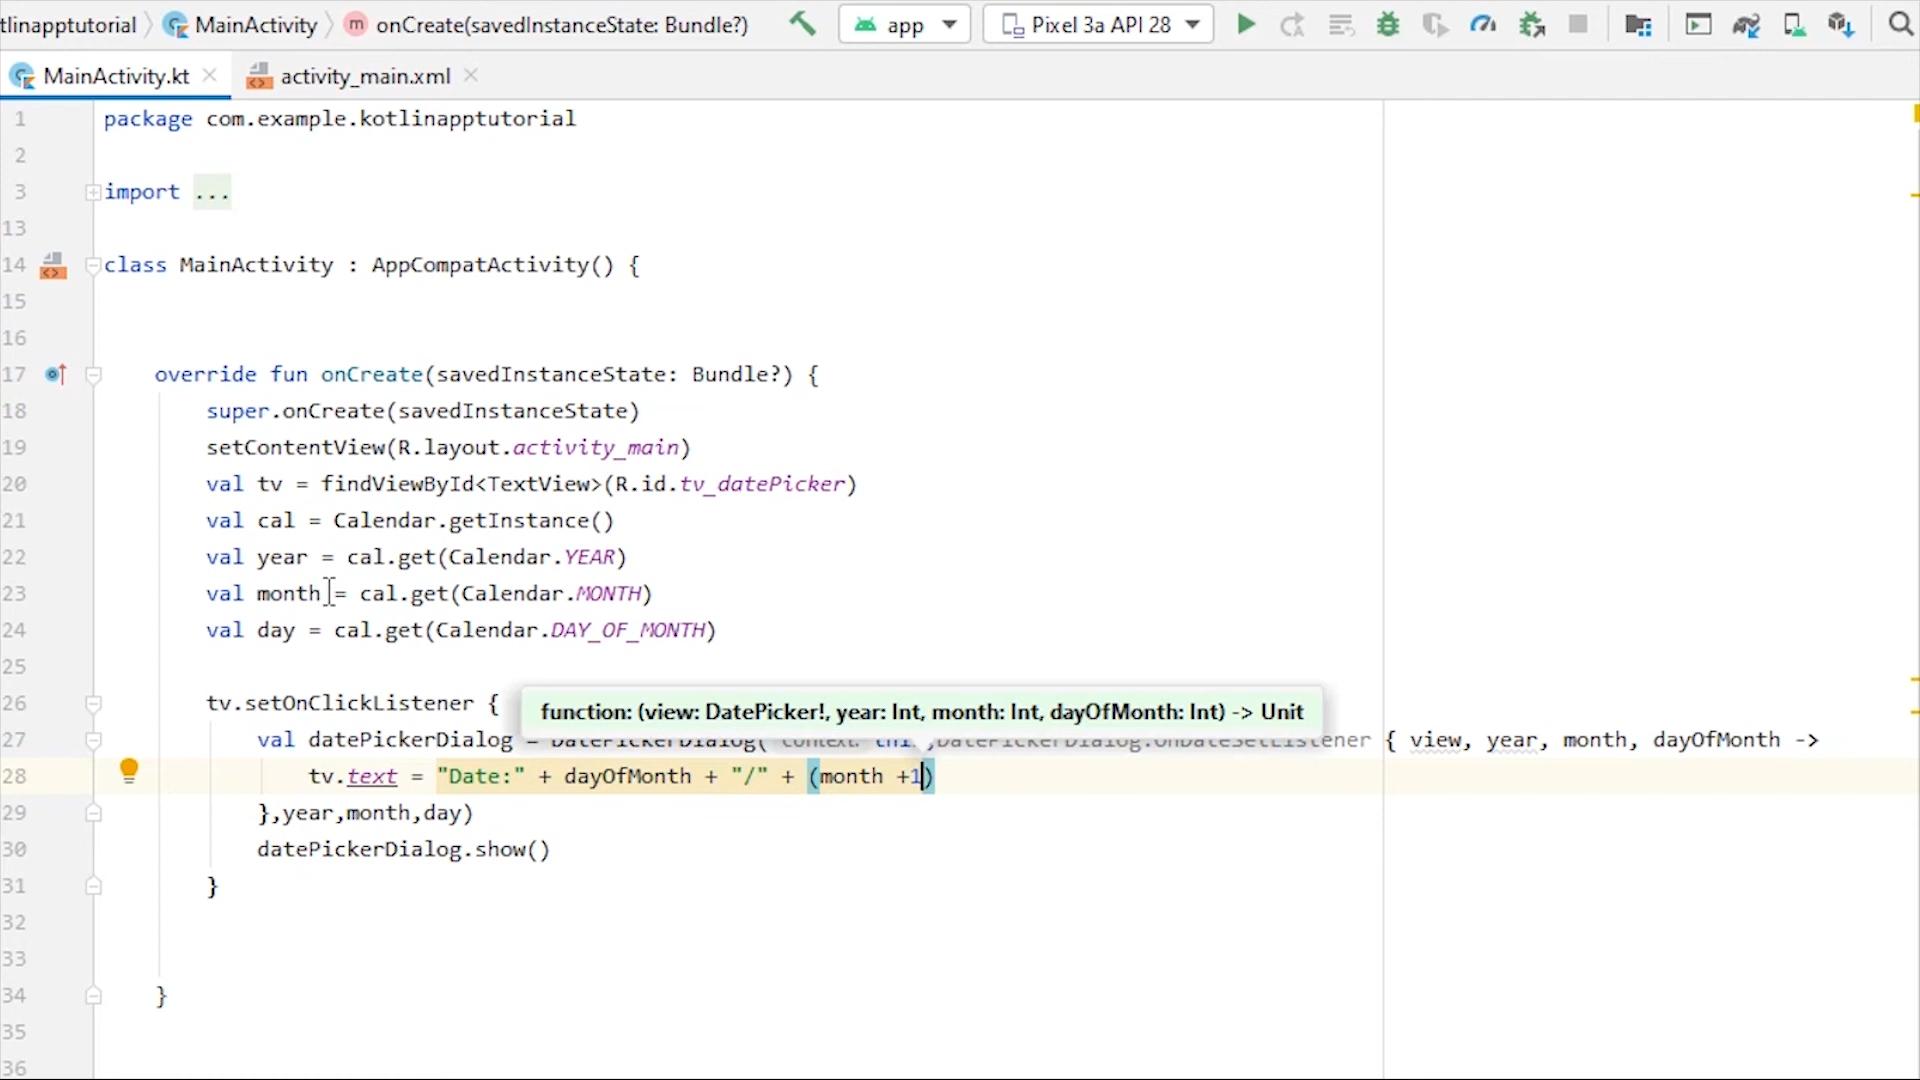 tlinapptutorial MainActivity onCreate(savedInstanceState: Bundle?) app Pixel 3a API 28
MainActivity.kt activity_main.xml
1 package com.example.kotlinapptutorial
2
3 import ...
13
14 class MainActivity : AppCompatActivity() {
15
16
17 override fun onCreate(savedInstanceState: Bundle?) {
18 super.onCreate(savedInstanceState)
19 setContentView(R.layout.activity_main)
20 val tv = findViewById<TextView>(R.id.tv_datePicker)
21 val cal = Calendar.getInstance()
22 val year = cal.get(Calendar.YEAR)
23 val month = cal.get(Calendar.MONTH)
24 val day = cal.get(Calendar.DAY_OF_MONTH)
25
26 tv.setOnClickListener {
function: (view: DatePicker!, year: Int, month: Int, dayOfMonth: Int) -> Unit
27 val datePickerDialog = DatePickerDialog( context: this,DatePickerDialog.OnDateSetListener { view, year, month, dayOfMonth ->
28 tv.text = "Date:" + dayOfMonth + "/" + (month +1)
29 },year,month,day)
30 datePickerDialog.show()
31 }
32
33
34 }
35
36